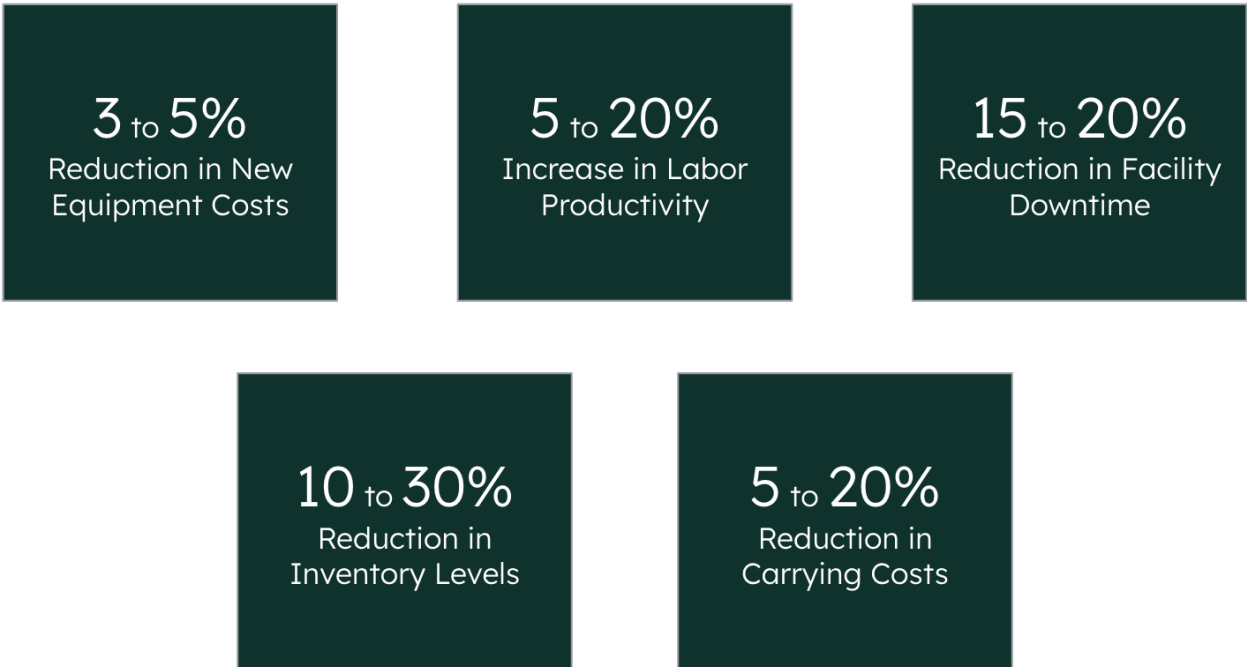 3 to 5%
Reduction in New
Equipment Costs
5 to 20%
Increase in Labor
Productivity
15 to 20%
Reduction in Facility
Downtime
10 to 30%
Reduction in
Inventory Levels
5 to 20%
Reduction in
Carrying Costs